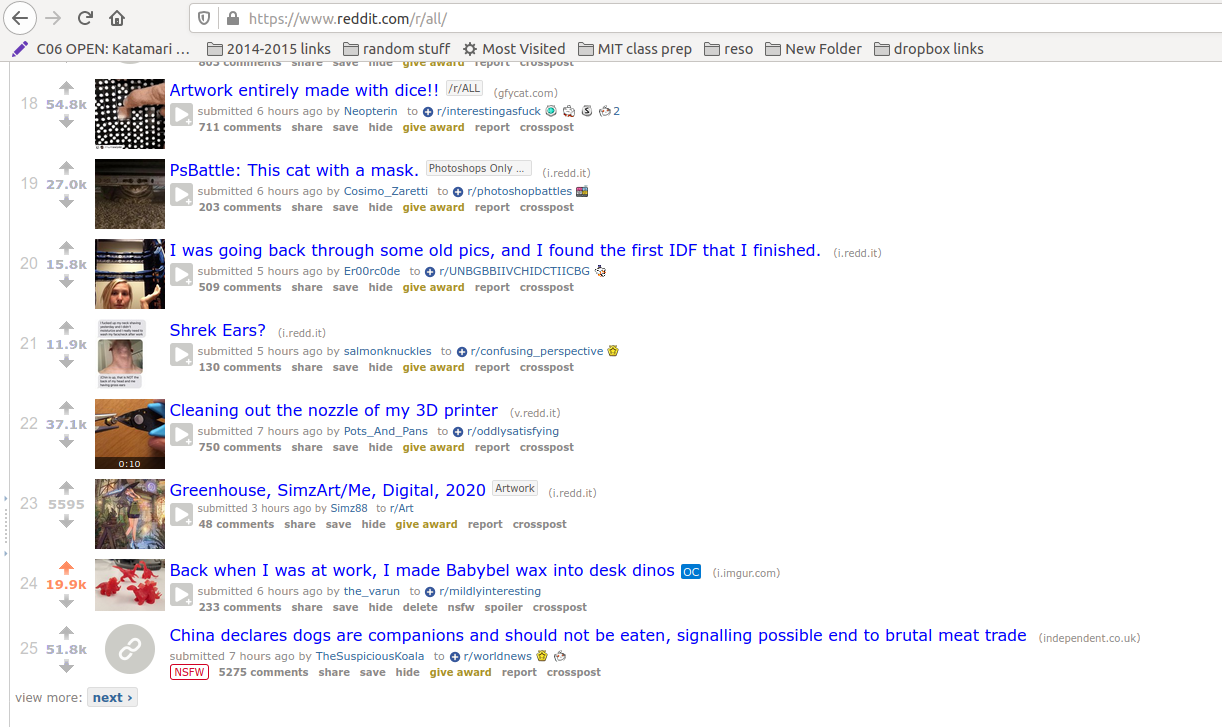 https://www.reddit.com/r/all/
C06 OPEN: Katamari ... 2014-2015 links random stuff Most Visited MIT class prep reso New Folder dropbox links
803 comments share save hide give award report crosspost
18 54.8k Artwork entirely made with dice!! /r/ALL (gfycat.com)
submitted 6 hours ago by Neopterin to r/interestingasfuck 2
711 comments share save hide give award report crosspost
19 27.0k PsBattle: This cat with a mask. Photoshops Only ... (i.redd.it)
submitted 6 hours ago by Cosimo_Zaretti to r/photoshopbattles
203 comments share save hide give award report crosspost
20 15.8k I was going back through some old pics, and I found the first IDF that I finished. (i.redd.it)
submitted 5 hours ago by Er00rc0de to r/UNBGBBIIVCHIDCTIICBG
509 comments share save hide give award report crosspost
21 11.9k Shrek Ears? (i.redd.it)
submitted 5 hours ago by salmonknuckles to r/confusing_perspective
130 comments share save hide give award report crosspost
22 37.1k Cleaning out the nozzle of my 3D printer (v.redd.it)
submitted 7 hours ago by Pots_And_Pans to r/oddlysatisfying
750 comments share save hide give award report crosspost
0:10
23 5595 Greenhouse, SimzArt/Me, Digital, 2020 Artwork (i.redd.it)
submitted 3 hours ago by Simz88 to r/Art
48 comments share save hide give award report crosspost
24 19.9k Back when I was at work, I made Babybel wax into desk dinos OC (i.imgur.com)
submitted 6 hours ago by the_varun to r/mildlyinteresting
233 comments share save hide delete nsfw spoiler crosspost
25 51.8k China declares dogs are companions and should not be eaten, signalling possible end to brutal meat trade (independent.co.uk)
submitted 7 hours ago by TheSuspiciousKoala to r/worldnews
NSFW 5275 comments share save hide give award report crosspost
view more: next ›